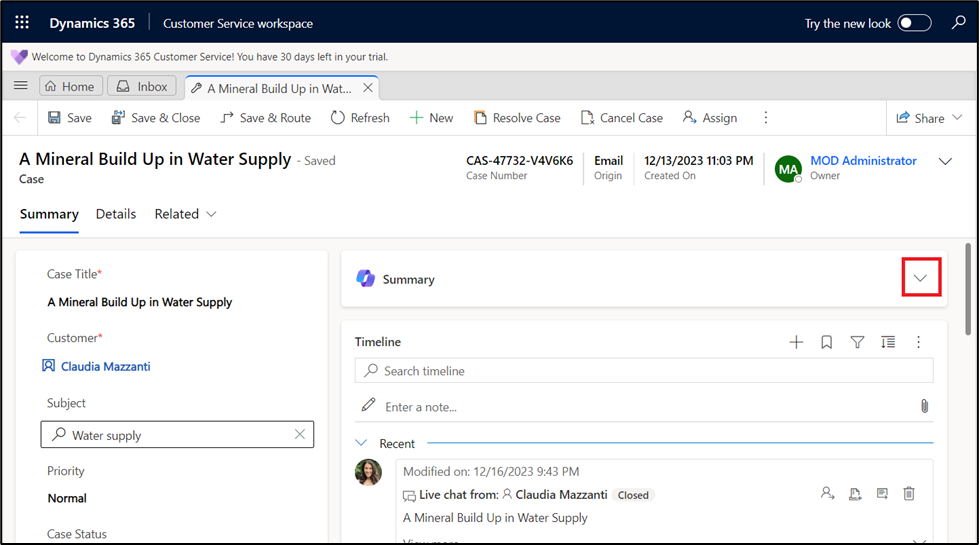 Dynamics 365 Customer Service workspace Try the new look
Welcome to Dynamics 365 Customer Service! You have 30 days left in your trial.
Home Inbox A Mineral Build Up in Wat...
Save Save & Close Save & Route Refresh New Resolve Case Cancel Case Assign Share
A Mineral Build Up in Water Supply - Saved
Case
CAS-47732-V4V6K6
Case Number
Email
Origin
12/13/2023 11:03 PM
Created On
MA
MOD Administrator
Owner
Summary Details Related
Case Title*
A Mineral Build Up in Water Supply
Customer*
Claudia Mazzanti
Subject
Water supply
Priority
Normal
Case Status
Summary
Timeline
Search timeline
Enter a note...
Recent
Modified on: 12/16/2023 9:43 PM
Live chat from: Claudia Mazzanti Closed
A Mineral Build Up in Water Supply
View more